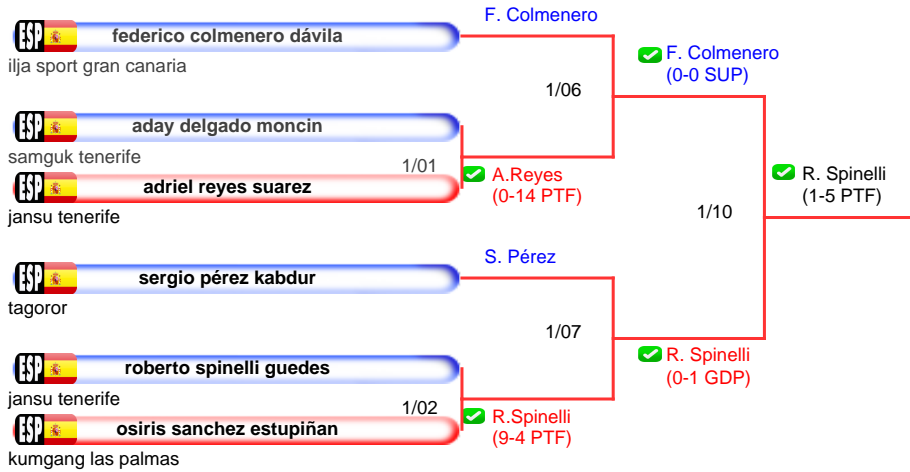 F. Colmenero
ESP federico colmenero dávila
ilja sport gran canaria
F. Colmenero
(0-0 SUP)
1/06
ESP aday delgado moncin
samguk tenerife
1/01
A.Reyes
(0-14 PTF)
ESP adriel reyes suarez
jansu tenerife
R. Spinelli
(1-5 PTF)
1/10
S. Pérez
ESP sergio pérez kabdur
tagoror
1/07
R. Spinelli
(0-1 GDP)
ESP roberto spinelli guedes
jansu tenerife
1/02
R.Spinelli
(9-4 PTF)
ESP osiris sanchez estupiñan
kumgang las palmas